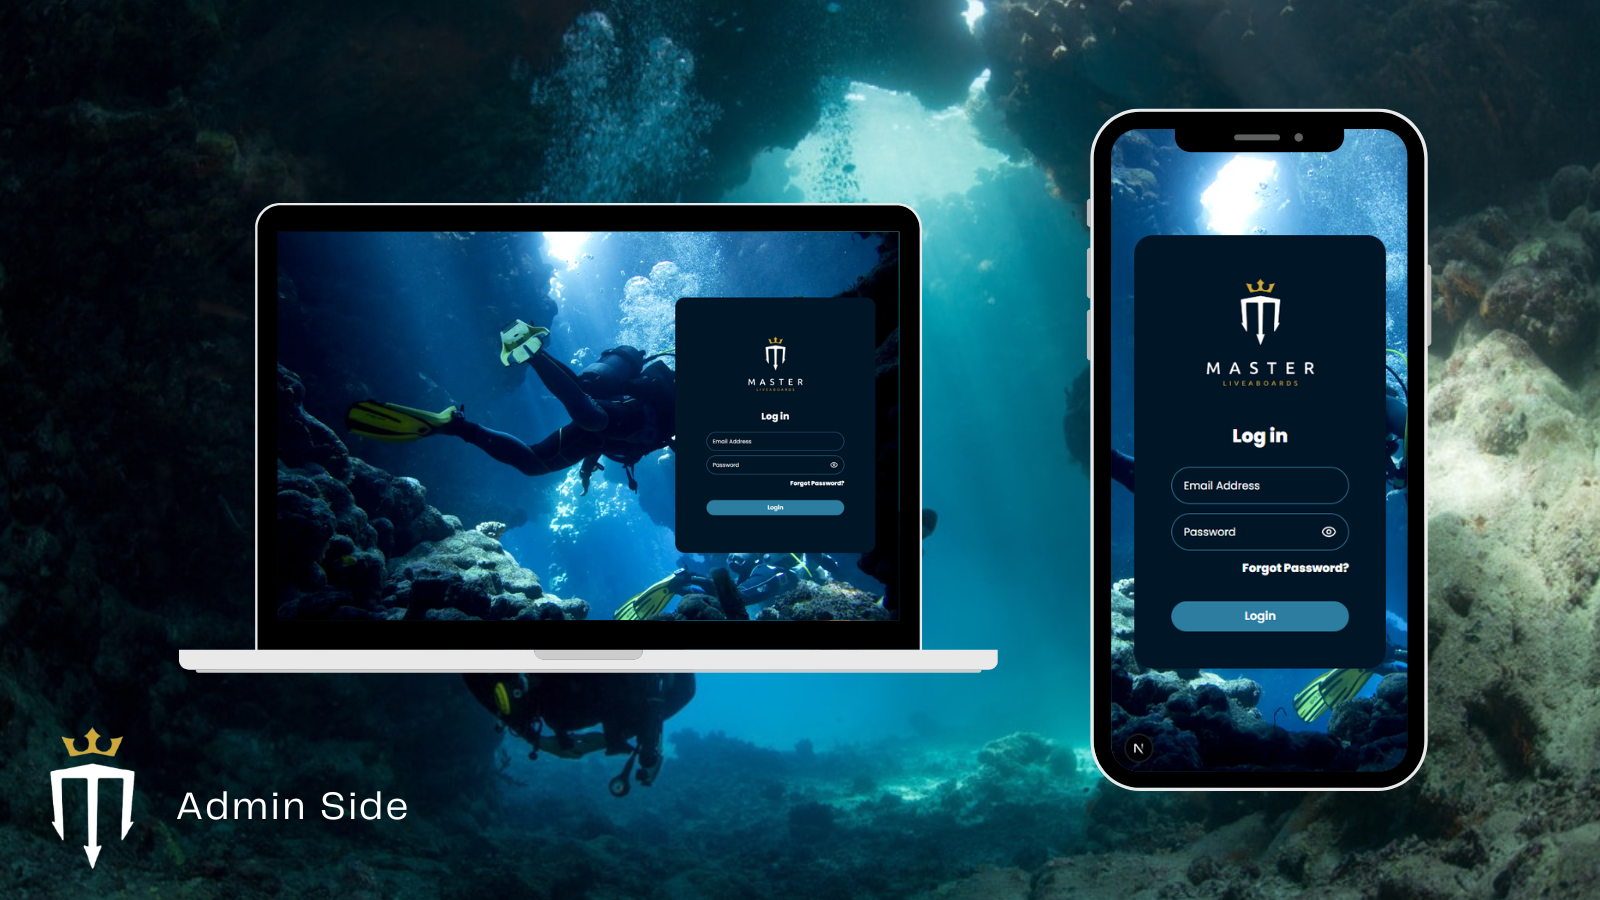 MASTER
LIVEABOARDS
Log in
Email Address
Password
Forgot Password?
Login
MASTER
LIVEABOARDS
Log in
Email Address
Password
Forgot Password?
Login
N
Admin Side